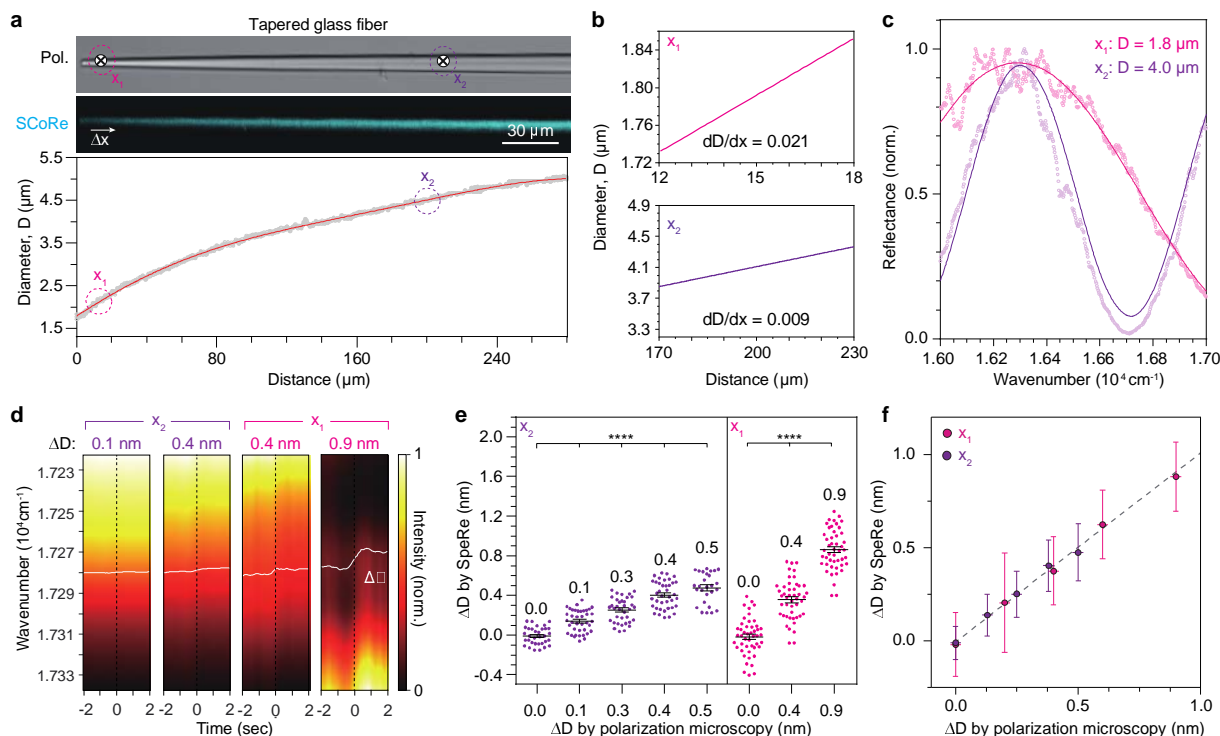 a
Tapered glass fiber
Pol.
x1
x2
SCoRe
Δx
30 µm
Diameter, D (µm)
5.5
4.5
3.5
2.5
1.5
x1
x2
0
80
160
240
Distance (µm)
b
Diameter, D (µm)
x1
1.84
1.80
1.76
1.72
dD/dx = 0.021
12
15
18
x2
4.9
4.5
4.1
3.7
3.3
dD/dx = 0.009
170
200
230
Distance (µm)
c
x1: D = 1.8 µm
x2: D = 4.0 µm
Reflectance (norm.)
1.0
0.5
0.0
1.60
1.62
1.64
1.66
1.68
1.70
Wavenumber (10⁴ cm⁻¹)
d
x2
x1
ΔD: 0.1 nm 0.4 nm 0.4 nm 0.9 nm
Wavenumber (10⁴cm⁻¹)
1.723
1.725
1.727
1.729
1.731
1.733
Δ
-2 0 2 -2 0 2 -2 0 2 -2 0 2
Time (sec)
1
0
Intensity (norm.)
e
ΔD by SpeRe (nm)
2.0
1.6
1.2
0.8
0.4
0.0
-0.4
x2
****
0.0
0.1
0.3
0.4
0.5
x1
****
0.0
0.4
0.9
0.0 0.1 0.3 0.4 0.5 0.0 0.4 0.9
ΔD by polarization microscopy (nm)
f
x1
x2
ΔD by SpeRe (nm)
1.0
0.5
0.0
0.0
0.5
1.0
ΔD by polarization microscopy (nm)